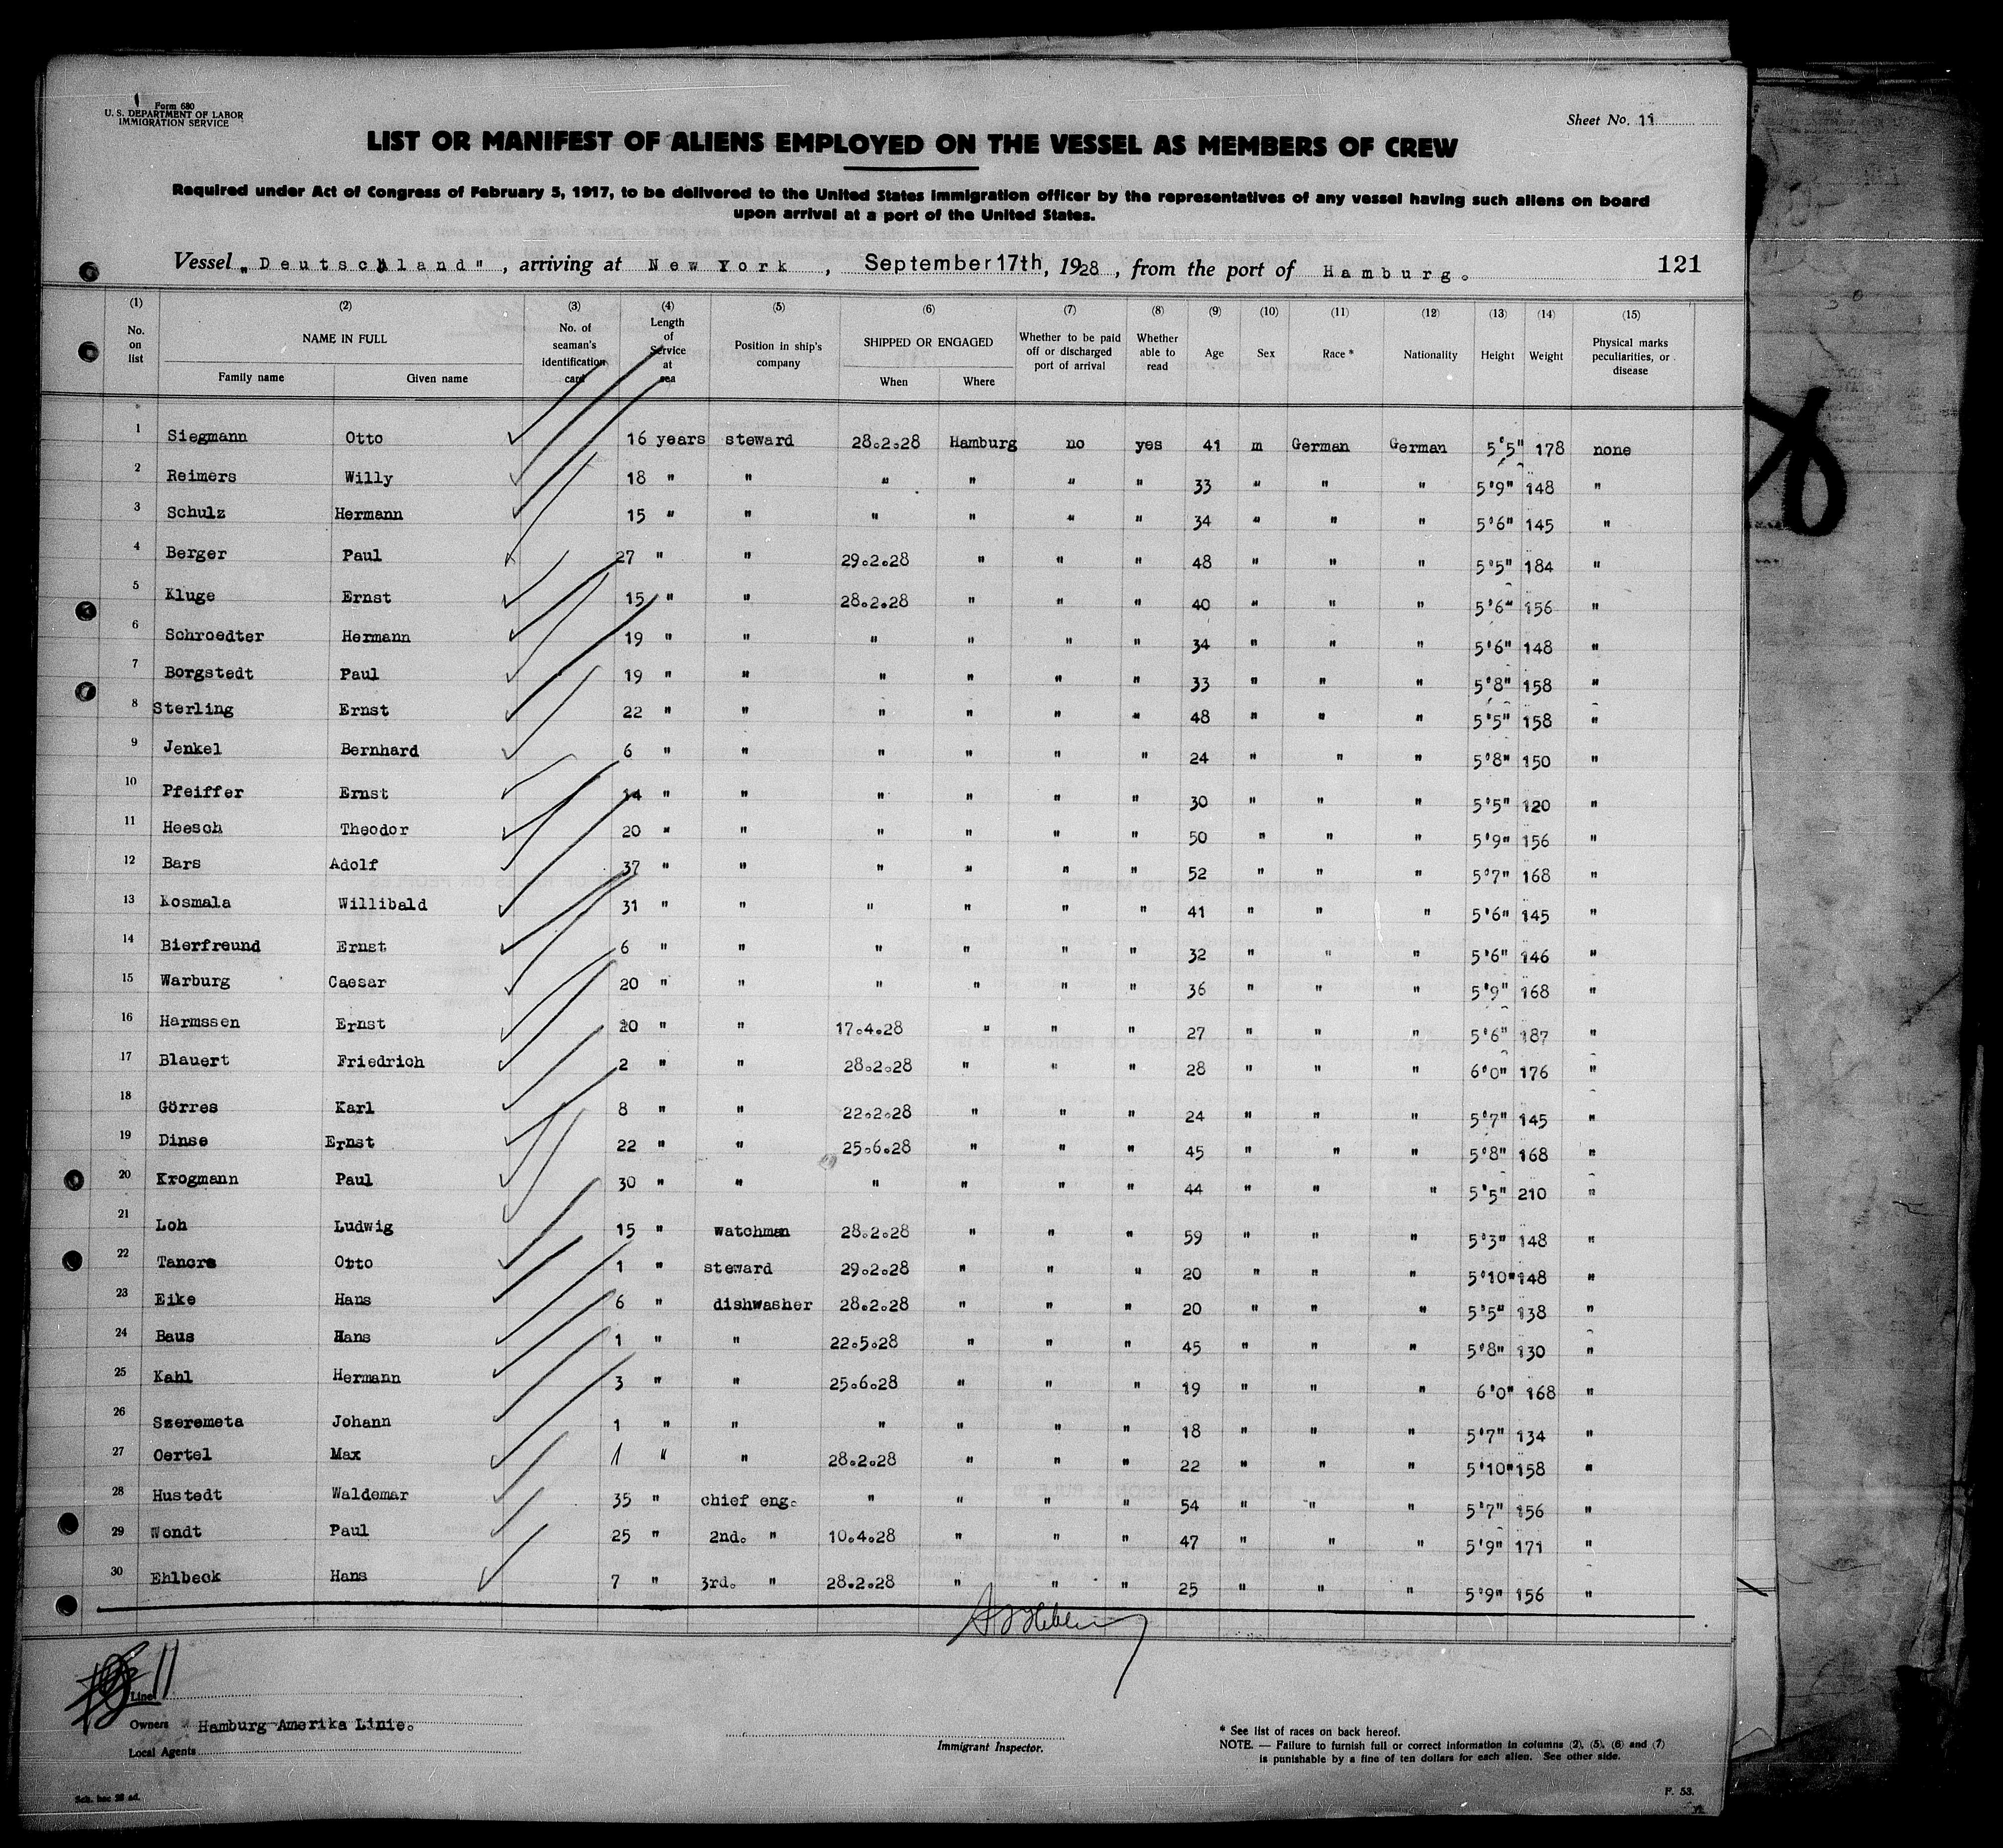 Form 680
U. S. DEPARTMENT OF LABOR
IMMIGRATION SERVICE
Sheet No. 11
LIST OR MANIFEST OF ALIENS EMPLOYED ON THE VESSEL AS MEMBERS OF CREW
Required under Act of Congress of February 5, 1917, to be delivered to the United States immigration officer by the representatives of any vessel having such aliens on board
upon arrival at a port of the United States.
Vessel „Deutschland", arriving at New York, September 17th, 1928, from the port of Hamburg. 121
(1) No. on list (2) NAME IN FULL Family name Given name (3) No. of seaman's identification card (4) Length of Service at sea (5) Position in ship's company (6) SHIPPED OR ENGAGED When Where (7) Whether to be paid off or discharged port of arrival (8) Whether able to read (9) Age (10) Sex (11) Race * (12) Nationality (13) Height (14) Weight (15) Physical marks peculiarities, or disease
1 Siegmann Otto 16 years steward 28.2.28 Hamburg no yes 41 m German German 5'5" 178 none
2 Reimers Willy 18 " " " " " " 33 " " " 5'9" 148 "
3 Schulz Hermann 15 " " " " " " 34 " " " 5'6" 145 "
4 Berger Paul 27 " " 29.2.28 " " " 48 " " " 5'5" 184 "
5 Kluge Ernst 15 " " 28.2.28 " " " 40 " " " 5'6" 156 "
6 Schroedter Hermann 19 " " " " " " 34 " " " 5'6" 148 "
7 Borgstedt Paul 19 " " " " " " 33 " " " 5'8" 158 "
8 Sterling Ernst 22 " " " " " " 48 " " " 5'5" 158 "
9 Jenkel Bernhard 6 " " " " " " 24 " " " 5'8" 150 "
10 Pfeiffer Ernst 14 " " " " " " 30 " " " 5'5" 120 "
11 Heesch Theodor 20 " " " " " " 50 " " " 5'9" 156 "
12 Bars Adolf 37 " " " " " " 52 " " " 5'7" 168 "
13 Kosmala Willibald 31 " " " " " " 41 " " " 5'6" 145 "
14 Bierfreund Ernst 6 " " " " " " 32 " " " 5'6" 146 "
15 Warburg Caesar 20 " " " " " " 36 " " " 5'9" 168 "
16 Harmssen Ernst 20 " " 17.4.28 " " " 27 " " " 5'6" 187 "
17 Blauert Friedrich 2 " " 28.2.28 " " " 28 " " " 6'0" 176 "
18 Görres Karl 8 " " 22.2.28 " " " 24 " " " 5'7" 145 "
19 Dinse Ernst 22 " " 25.6.28 " " " 45 " " " 5'8" 168 "
20 Krogmann Paul 30 " " " " " " 44 " " " 5'5" 210 "
21 Loh Ludwig 15 " watchman 28.2.28 " " " 59 " " " 5'3" 148 "
22 Tancre Otto 1 " steward 29.2.28 " " " 20 " " " 5'10" 148 "
23 Eike Hans 6 " dishwasher 28.2.28 " " " 20 " " " 5'5" 138 "
24 Baus Hans 1 " " 22.5.28 " " " 45 " " " 5'8" 130 "
25 Kahl Hermann 3 " " 25.6.28 " " " 19 " " " 6'0" 168 "
26 Szeremeta Johann 1 " " " " " " 18 " " " 5'7" 134 "
27 Oertel Max 1 " " 28.2.28 " " " 22 " " " 5'10" 158 "
28 Hustedt Waldemar 35 " chief eng. " " " " 54 " " " 5'7" 156 "
29 Wondt Paul 25 " 2nd. " 10.4.28 " " " 47 " " " 5'9" 171 "
30 Ehlbeck Hans 7 " 3rd. " 28.2.28 " " " 25 " " " 5'9" 156 "
Line 11
Owners Hamburg-Amerika Linie.
Local Agents
Immigrant Inspector.
* See list of races on back hereof.
NOTE. — Failure to furnish full or correct information in columns (2), (5), (6) and (7)
is punishable by a fine of ten dollars for each alien. See other side.
F. 53.